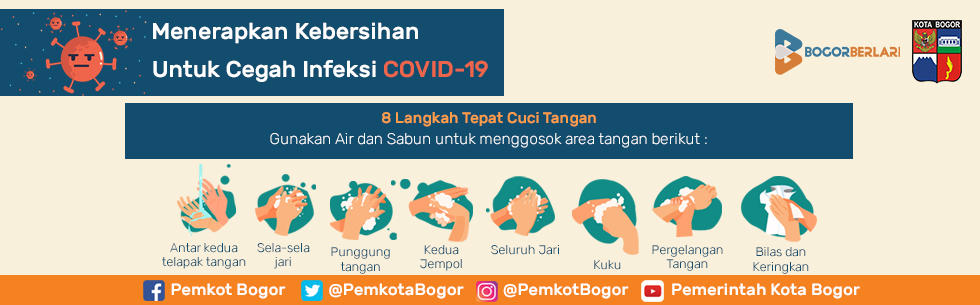 Menerapkan Kebersihan
Untuk Cegah Infeksi COVID-19
BOGORBERLARI
KOTA BOGOR
8 Langkah Tepat Cuci Tangan
Gunakan Air dan Sabun untuk menggosok area tangan berikut :
Antar kedua
telapak tangan
Sela-sela
jari
Punggung
tangan
Kedua
Jempol
Seluruh Jari
Kuku
Pergelangan
Tangan
Bilas dan
Keringkan
Pemkot Bogor
@PemkotaBogor
@PemkotBogor
Pemerintah Kota Bogor